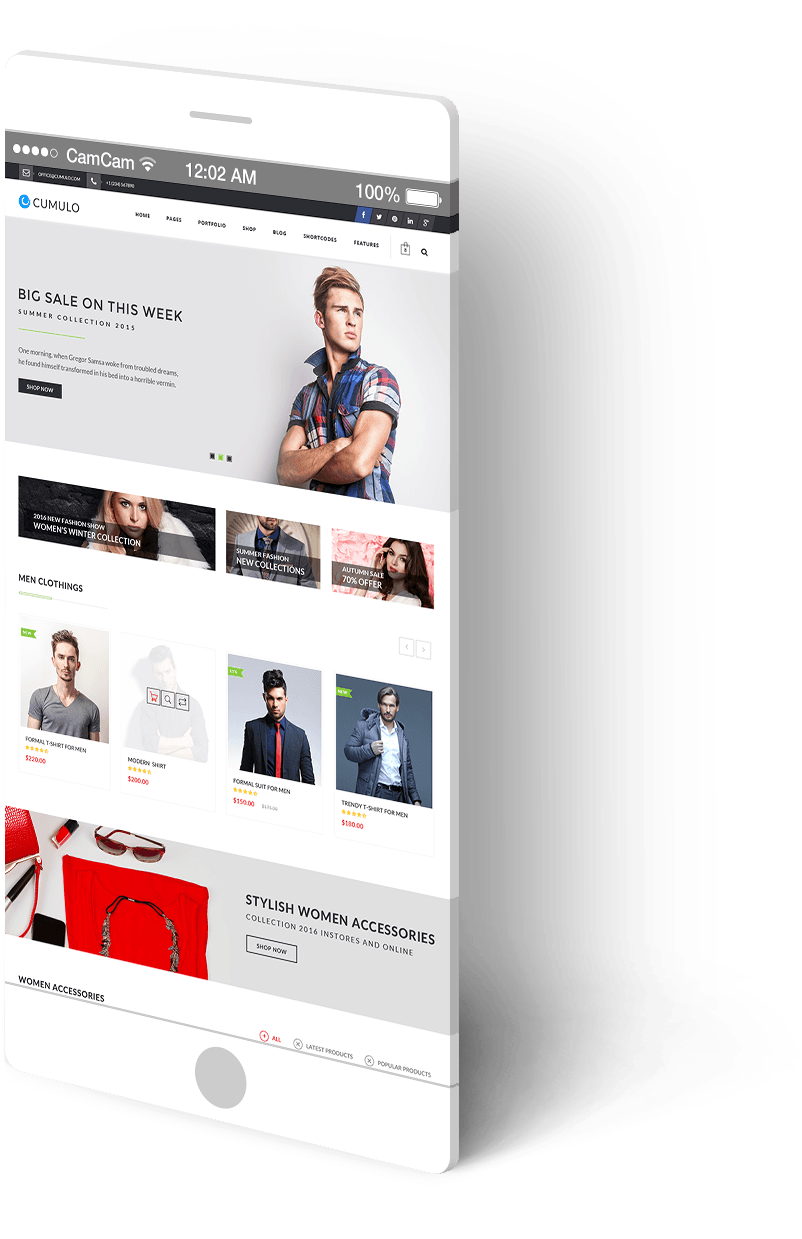 CamCam 12:02 AM 100%
OFFICE@CUMULO.COM +1 (234) 567890
CUMULO HOME PAGES PORTFOLIO SHOP BLOG SHORTCODES FEATURES
BIG SALE ON THIS WEEK
SUMMER COLLECTION 2015
One morning, when Gregor Samsa woke from troubled dreams,
he found himself transformed in his bed into a horrible vermin.
SHOP NOW
2016 NEW FASHION SHOW
WOMEN'S WINTER COLLECTION
SUMMER FASHION
NEW COLLECTIONS
AUTUMN SALE
70% OFFER
MEN CLOTHINGS
NEW
FORMAL T-SHIRT FOR MEN
$220.00
MODERN SHIRT
$200.00
FORMAL SUIT FOR MEN
$150.00
NEW
TRENDY T-SHIRT FOR MEN
$180.00
STYLISH WOMEN ACCESSORIES
COLLECTION 2016 INSTORES AND ONLINE
SHOP NOW
WOMEN ACCESSORIES
ALL LATEST PRODUCTS POPULAR PRODUCTS